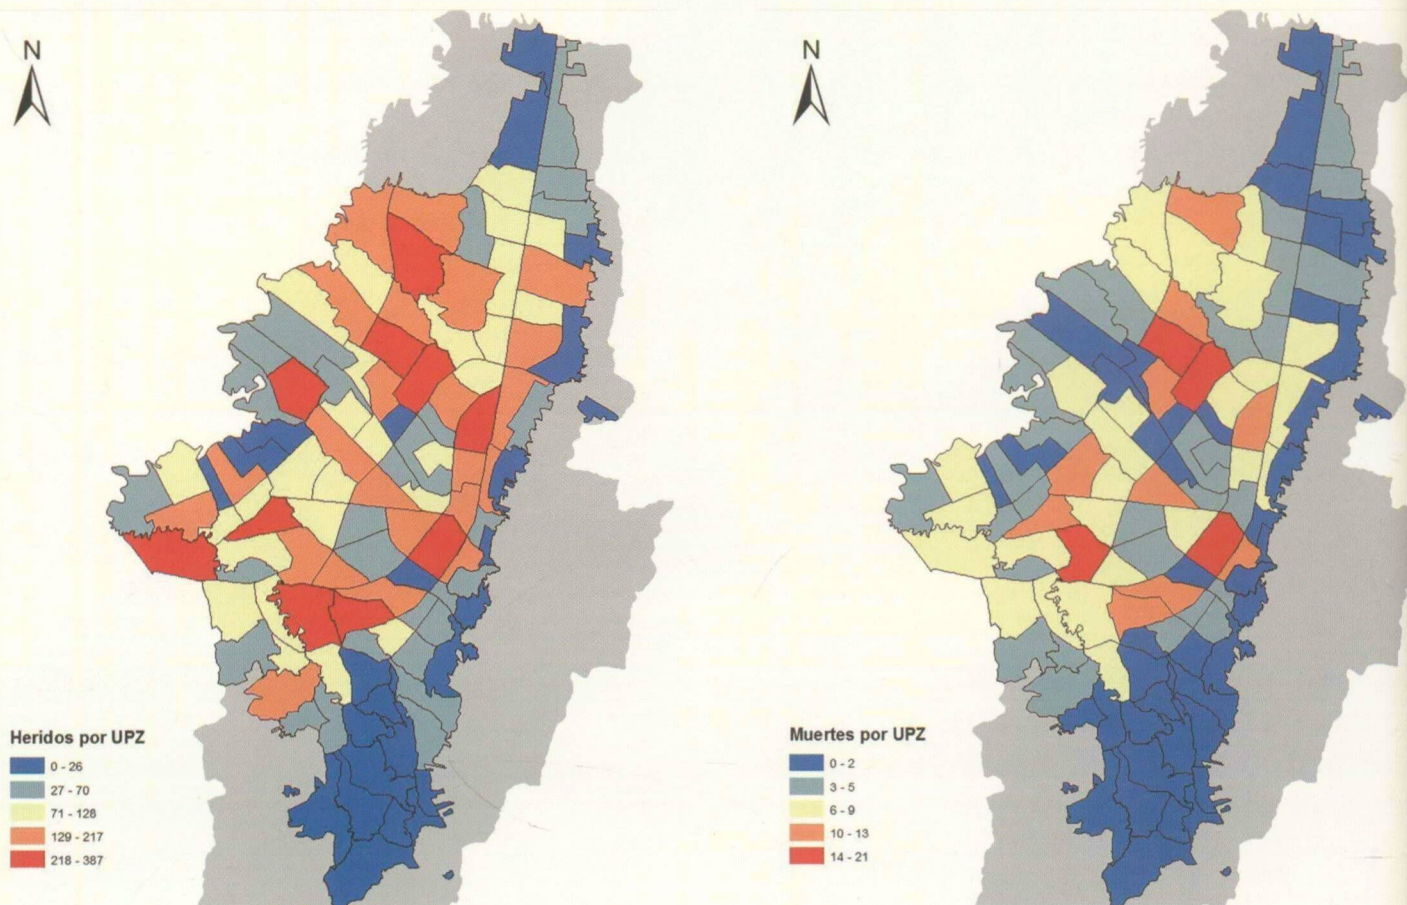 N
N
Heridos por UPZ
0 - 26
27 - 70
71 - 128
129 - 217
218 - 387
Muertes por UPZ
0 - 2
3 - 5
6 - 9
10 - 13
14 - 21